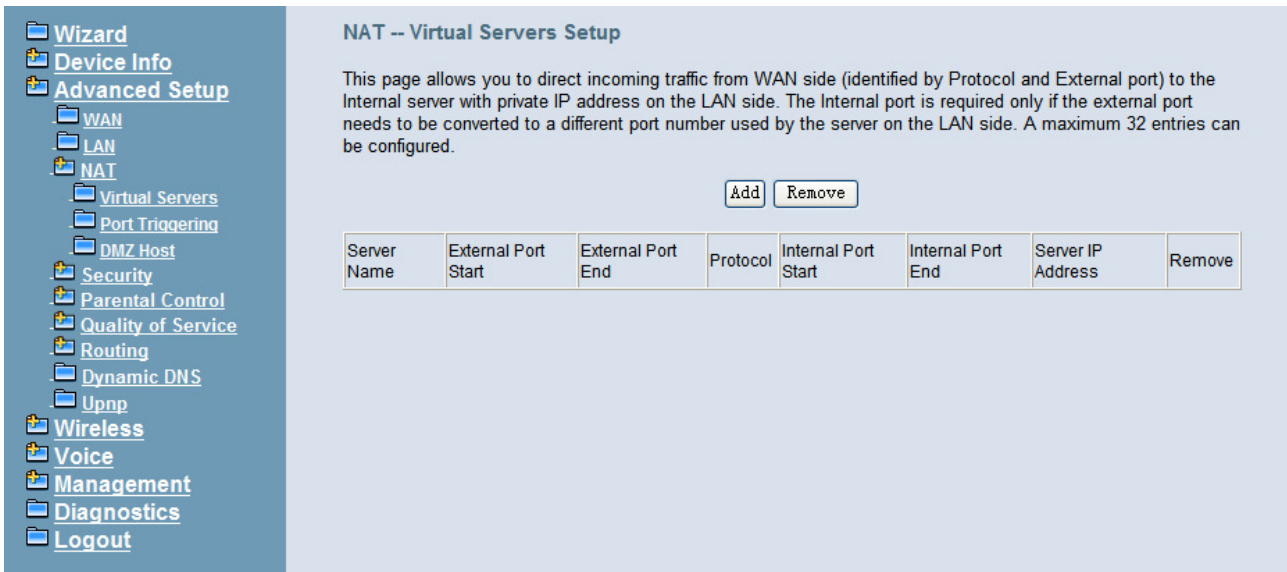 Wizard
Device Info
Advanced Setup
WAN
LAN
NAT
Virtual Servers
Port Triggering
DMZ Host
Security
Parental Control
Quality of Service
Routing
Dynamic DNS
Upnp
Wireless
Voice
Management
Diagnostics
Logout
NAT -- Virtual Servers Setup
This page allows you to direct incoming traffic from WAN side (identified by Protocol and External port) to the
Internal server with private IP address on the LAN side. The Internal port is required only if the external port
needs to be converted to a different port number used by the server on the LAN side. A maximum 32 entries can
be configured.
Add Remove
Server Name External Port Start External Port End Protocol Internal Port Start Internal Port End Server IP Address Remove